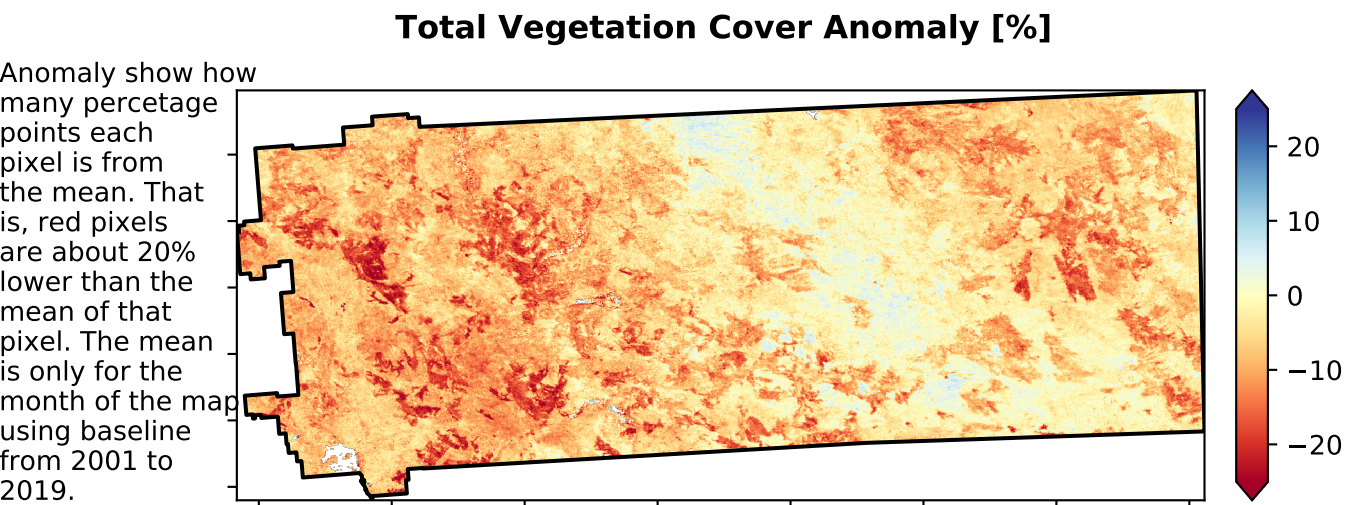 Total Vegetation Cover Anomaly [%]
Anomaly show how
many percetage
points each
pixel is from
the mean. That
is, red pixels
are about 20%
lower than the
mean of that
pixel. The mean
is only for the
month of the map
using baseline
from 2001 to
2019.
20
10
0
−10
−20